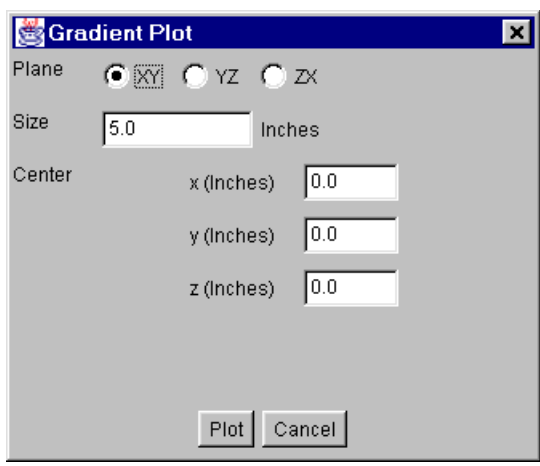 Gradient Plot
Plane XY YZ ZX
Size 5.0 Inches
Center x (Inches) 0.0
y (Inches) 0.0
z (Inches) 0.0
Plot Cancel